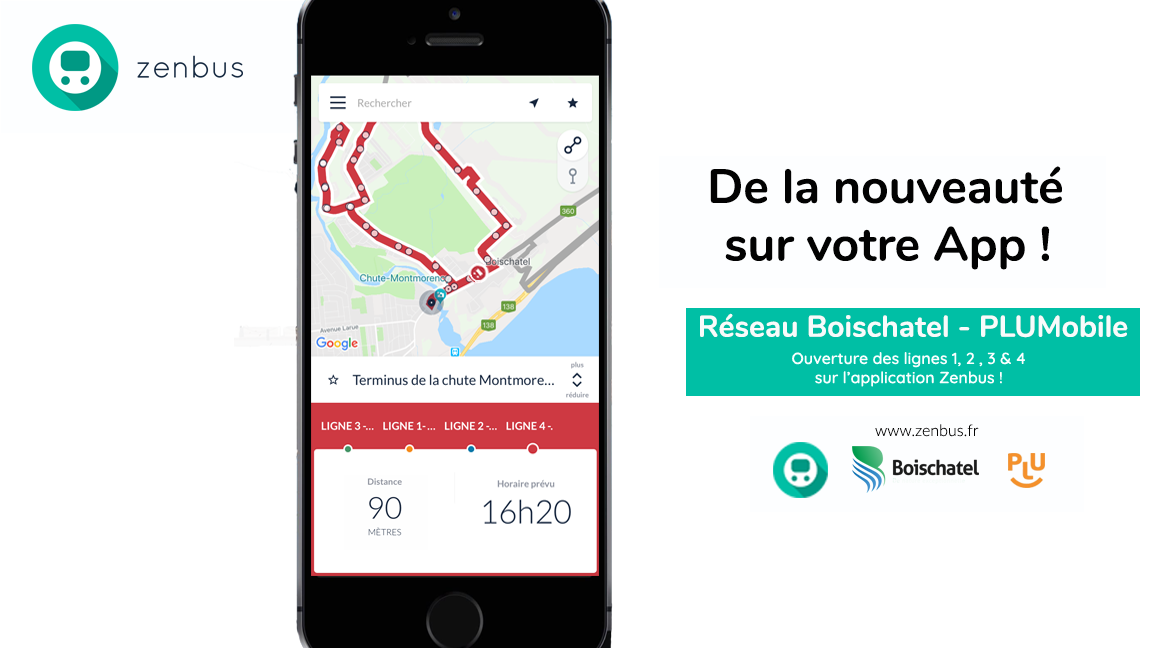 zenbus
Rechercher
360
Boischatel
Chute-Montmorency
138
138
Avenue Larue
Google
plus
Terminus de la chute Montmore...
réduire
LIGNE 3 -... LIGNE 1- ... LIGNE 2 -... LIGNE 4 -.
Distance
90
MÈTRES
Horaire prévu
16h20
De la nouveauté
sur votre App !
Réseau Boischatel - PLUMobile
Ouverture des lignes 1, 2 , 3 & 4
sur l'application Zenbus !
www.zenbus.fr
Boischatel
PLU